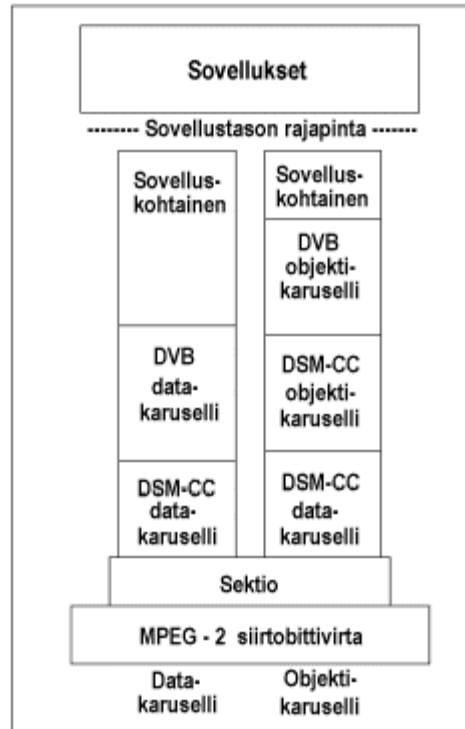 Sovellukset
-------- Sovellustason rajapinta ------
Sovellus-
kohtainen
DVB
data-
karuselli
DSM-CC
data-
karuselli
Sovellus-
kohtainen
DVB
objekti-
karuselli
DSM-CC
objekti-
karuselli
DSM-CC
data-
karuselli
Sektio
MPEG - 2 siirtobittivirta
Data-
karuselli
Objekti-
karuselli